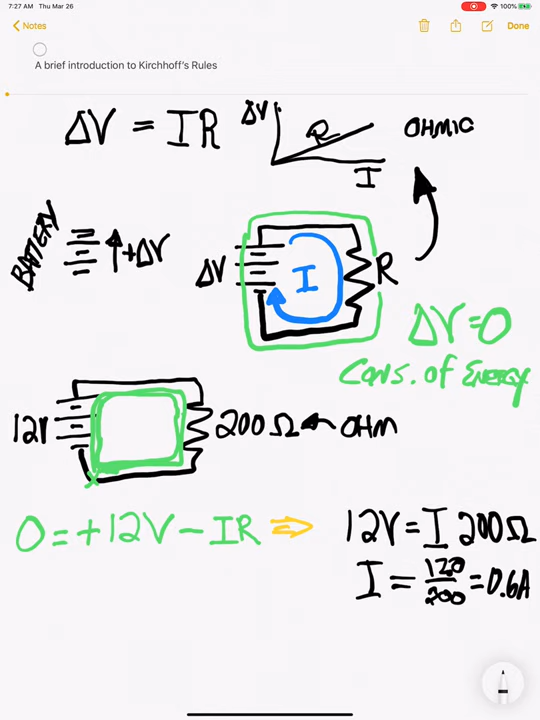 7:27 AM Thu Mar 26
100%
Notes
Done
A brief introduction to Kirchhoff's Rules
ΔV = IR
ΔV
R
I
OHMIC
BATTERY
+ΔV
ΔV
I
R
ΔV=0
CONS. of ENERGY
12V
200Ω
OHM
0=+12V-IR ⇒
12V=I 200Ω
I = 120/200 = 0.6A